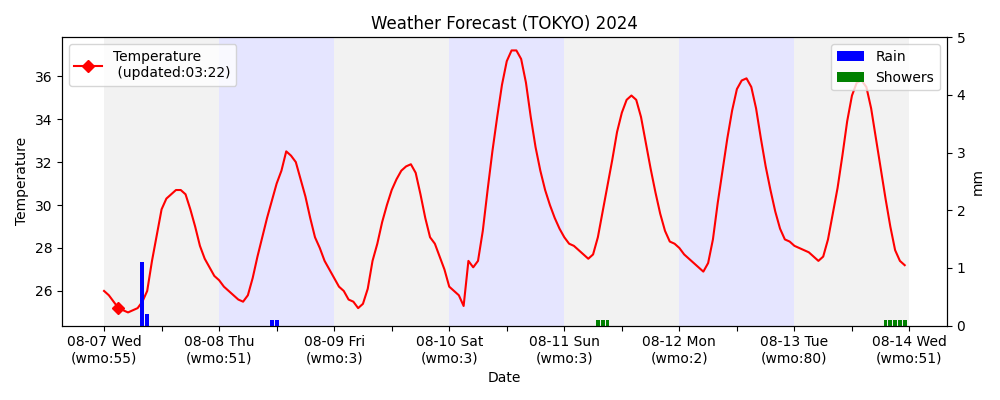 Weather Forecast (TOKYO) 2024
Temperature
(updated:03:22)
Rain
Showers
Temperature
36
34
32
30
28
26
5
4
3
2
1
0
mm
08-07 Wed
(wmo:55)
08-08 Thu
(wmo:51)
08-09 Fri
(wmo:3)
08-10 Sat
(wmo:3)
08-11 Sun
(wmo:3)
08-12 Mon
(wmo:2)
08-13 Tue
(wmo:80)
08-14 Wed
(wmo:51)
Date